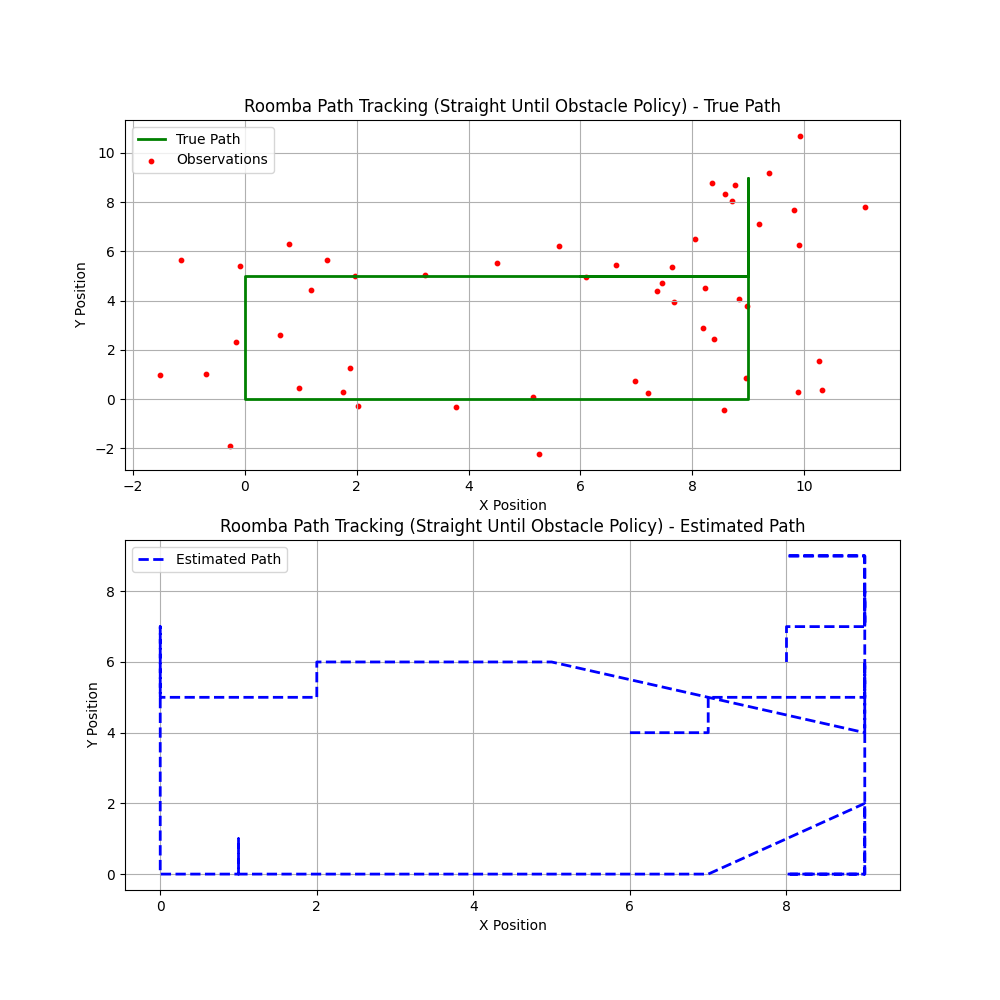 Roomba Path Tracking (Straight Until Obstacle Policy) - True Path
True Path
Observations
10
8
6
4
2
0
−2
Y Position
−2 0 2 4 6 8 10
X Position
Roomba Path Tracking (Straight Until Obstacle Policy) - Estimated Path
Estimated Path
8
6
4
2
0
Y Position
0 2 4 6 8
X Position